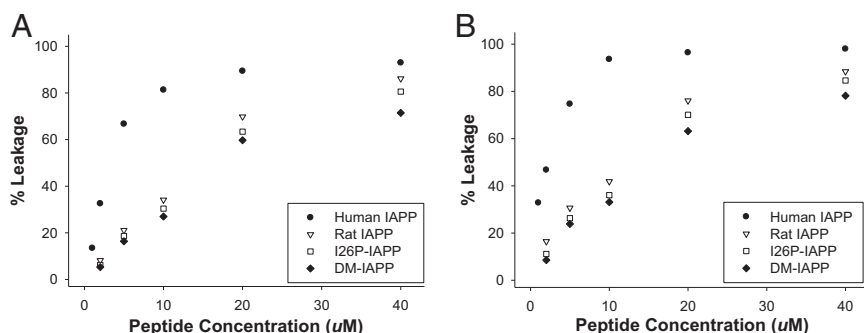 A
% Leakage
100
80
60
40
20
0
Human IAPP
Rat IAPP
I26P-IAPP
DM-IAPP
0 10 20 30 40
Peptide Concentration (uM)
B
% Leakage
100
80
60
40
20
0
Human IAPP
Rat IAPP
I26P-IAPP
DM-IAPP
0 10 20 30 40
Peptide Concentration (uM)